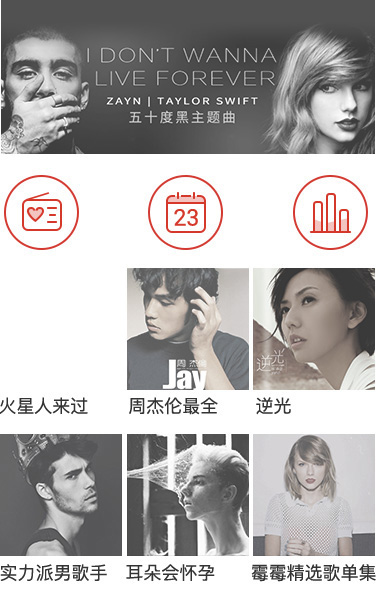 I DON'T WANNA
LIVE FOREVER
ZAYN | TAYLOR SWIFT
五十度黑主题曲
23
周杰倫
Jay
逆光
火星人来过
周杰伦最全
逆光
实力派男歌手
耳朵会怀孕
霉霉精选歌单集